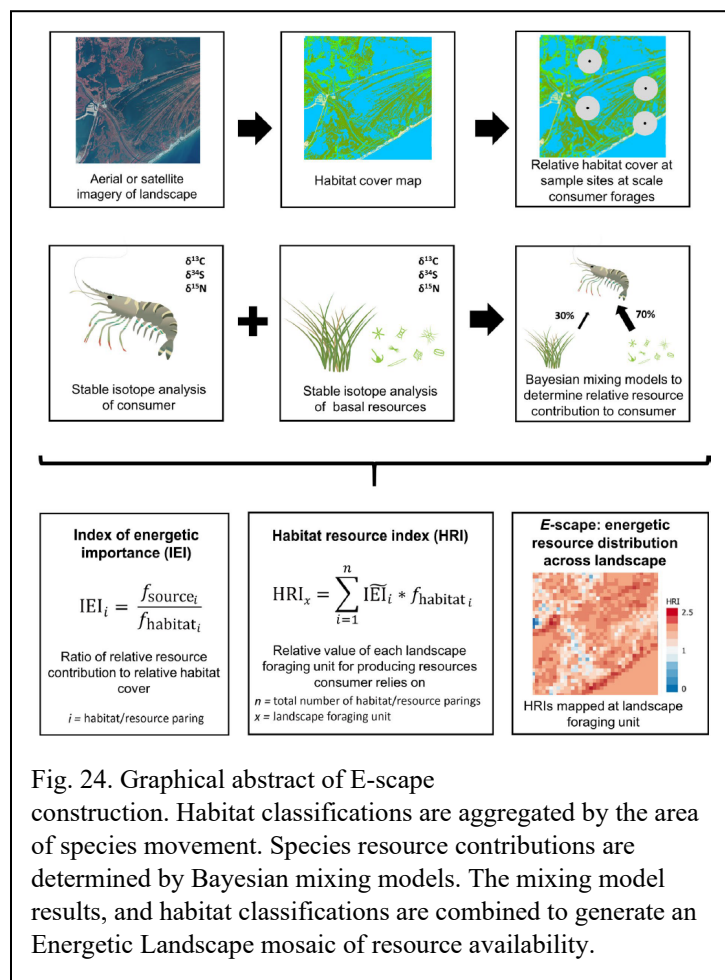 Aerial or satellite
imagery of landscape
Habitat cover map
Relative habitat cover at
sample sites at scale
consumer forages
δ¹³C
δ³⁴S
δ¹⁵N
Stable isotope analysis
of consumer
δ¹³C
δ³⁴S
δ¹⁵N
Stable isotope analysis
of basal resources
30%
70%
Bayesian mixing models to
determine relative resource
contribution to consumer
Index of energetic
importance (IEI)
IEIᵢ = f_sourceᵢ / f_habitatᵢ
Ratio of relative resource
contribution to relative habitat
cover
i = habitat/resource paring
Habitat resource index (HRI)
HRIₓ = ∑ⁿᵢ₌₁ IE͠Iᵢ * f_habitatᵢ
Relative value of each landscape
foraging unit for producing resources
consumer relies on
n = total number of habitat/resource parings
x = landscape foraging unit
E-scape: energetic
resource distribution
across landscape
HRI
2.5
1
0
HRIs mapped at landscape
foraging unit
Fig. 24. Graphical abstract of E-scape
construction. Habitat classifications are aggregated by the area
of species movement. Species resource contributions are
determined by Bayesian mixing models. The mixing model
results, and habitat classifications are combined to generate an
Energetic Landscape mosaic of resource availability.